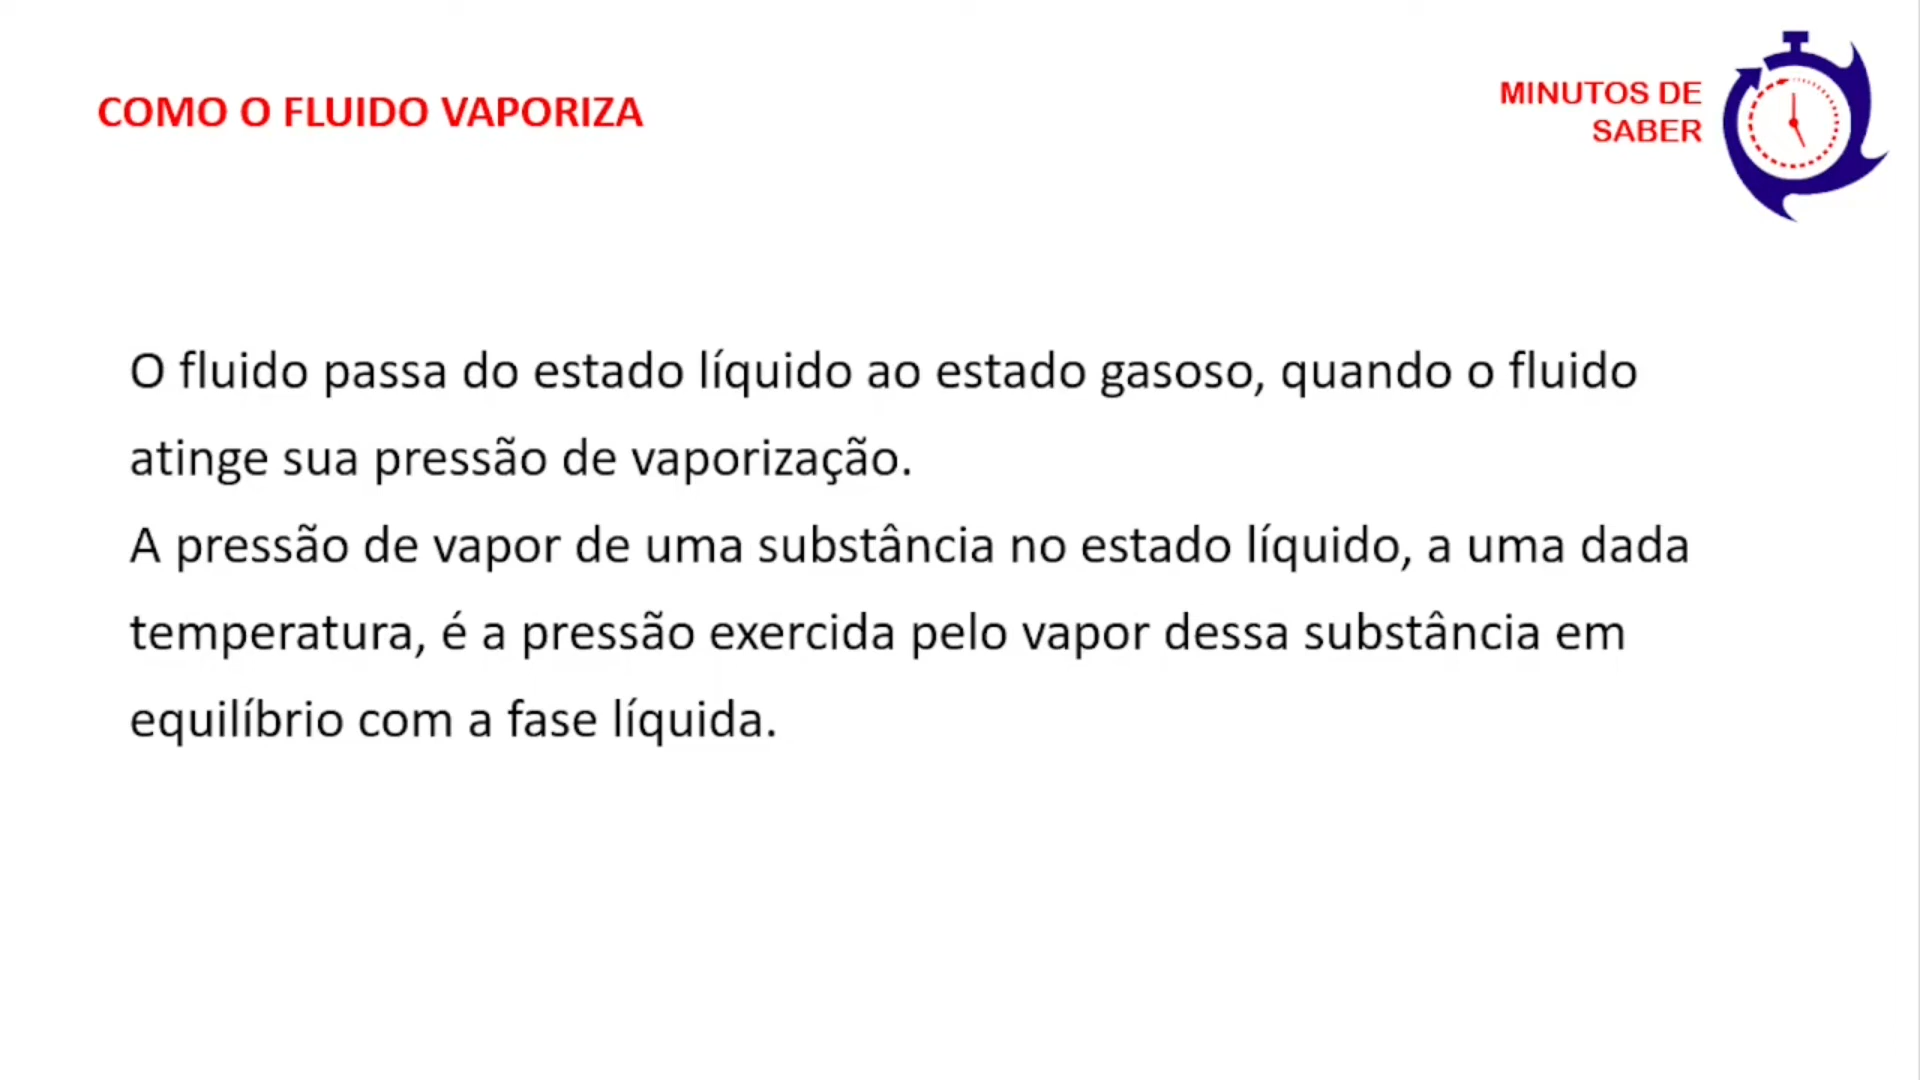 COMO O FLUIDO VAPORIZA
MINUTOS DE
SABER
O fluido passa do estado líquido ao estado gasoso, quando o fluido
atinge sua pressão de vaporização.
A pressão de vapor de uma substância no estado líquido, a uma dada
temperatura, é a pressão exercida pelo vapor dessa substância em
equilíbrio com a fase líquida.